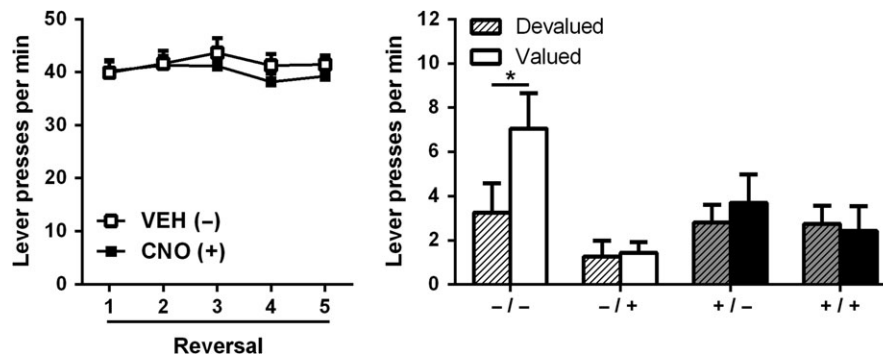 50
40
30
20
10
0
Lever presses per min
VEH (–)
CNO (+)
1 2 3 4 5
Reversal
12
10
8
6
4
2
0
Lever presses per min
Devalued
Valued
*
– / – – / + + / – + / +